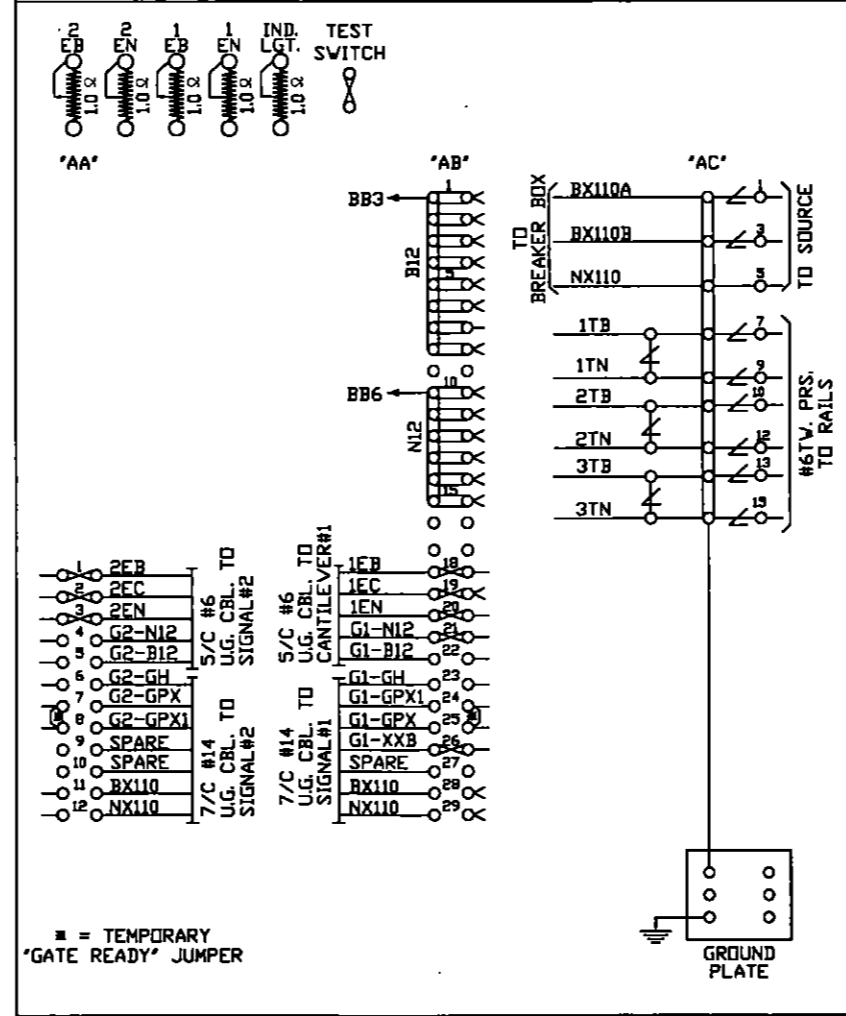 2 EB
2 EN
1 EB
1 EN
IND. LGT.
TEST SWITCH
1.0 Ω
1.0 Ω
1.0 Ω
1.0 Ω
1.0 Ω
"AA"
"AB"
"AC"
BB3
1
B12
5
10
BB6
N12
15
TO BREAKER BOX
BX110A
1
BX110B
3
NX110
5
TO SOURCE
1TB
7
1TN
9
2TB
10
2TN
12
3TB
13
3TN
15
#6TW. PRS. TO RAILS
1 2EB
2 2EC
3 2EN
4 G2-N12
5 G2-B12
6 G2-GH
7 G2-GPX
8 G2-GPX1
9 SPARE
10 SPARE
11 BX110
12 NX110
5/C #6
U.G. CBL. TO
SIGNAL#2
7/C #14
U.G. CBL. TO
SIGNAL#2
5/C #6
U.G. CBL. TO
CANTILEVER#1
7/C #14
U.G. CBL. TO
SIGNAL#1
1EB 18
1EC 19
1EN 20
G1-N12 21
G1-B12 22
G1-GH 23
G1-GPX1 24
G1-GPX 25
G1-XXB 26
SPARE 27
BX110 28
NX110 29
= TEMPORARY
"GATE READY" JUMPER
GROUND
PLATE